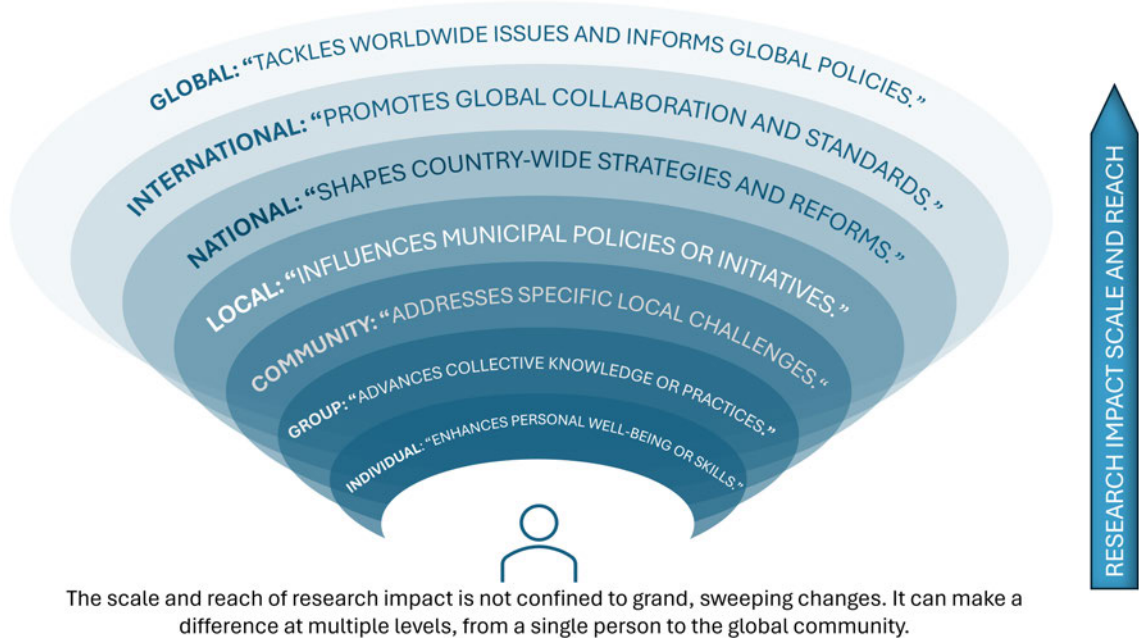 GLOBAL: “TACKLES WORLDWIDE ISSUES AND INFORMS GLOBAL POLICIES.”
INTERNATIONAL: “PROMOTES GLOBAL COLLABORATION AND STANDARDS.”
NATIONAL: “SHAPES COUNTRY-WIDE STRATEGIES AND REFORMS.”
LOCAL: “INFLUENCES MUNICIPAL POLICIES OR INITIATIVES.”
COMMUNITY: “ADDRESSES SPECIFIC LOCAL CHALLENGES.“
GROUP: “ADVANCES COLLECTIVE KNOWLEDGE OR PRACTICES.”
INDIVIDUAL: “ENHANCES PERSONAL WELL-BEING OR SKILLS.”
RESEARCH IMPACT SCALE AND REACH
The scale and reach of research impact is not confined to grand, sweeping changes. It can make a
difference at multiple levels, from a single person to the global community.